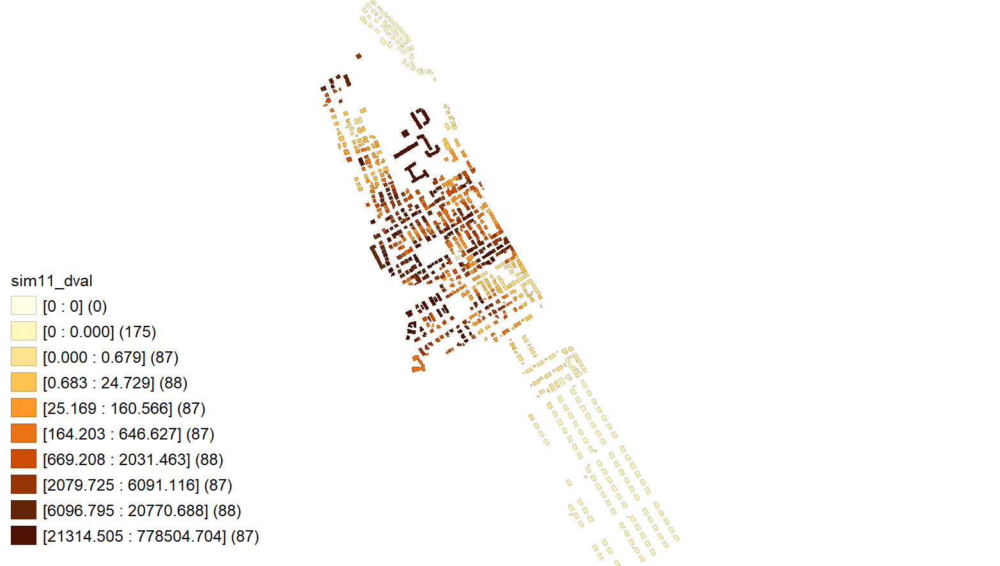 sim11_dval
[0 : 0] (0)
[0 : 0.000] (175)
[0.000 : 0.679] (87)
[0.683 : 24.729] (88)
[25.169 : 160.566] (87)
[164.203 : 646.627] (87)
[669.208 : 2031.463] (88)
[2079.725 : 6091.116] (87)
[6096.795 : 20770.688] (88)
[21314.505 : 778504.704] (87)